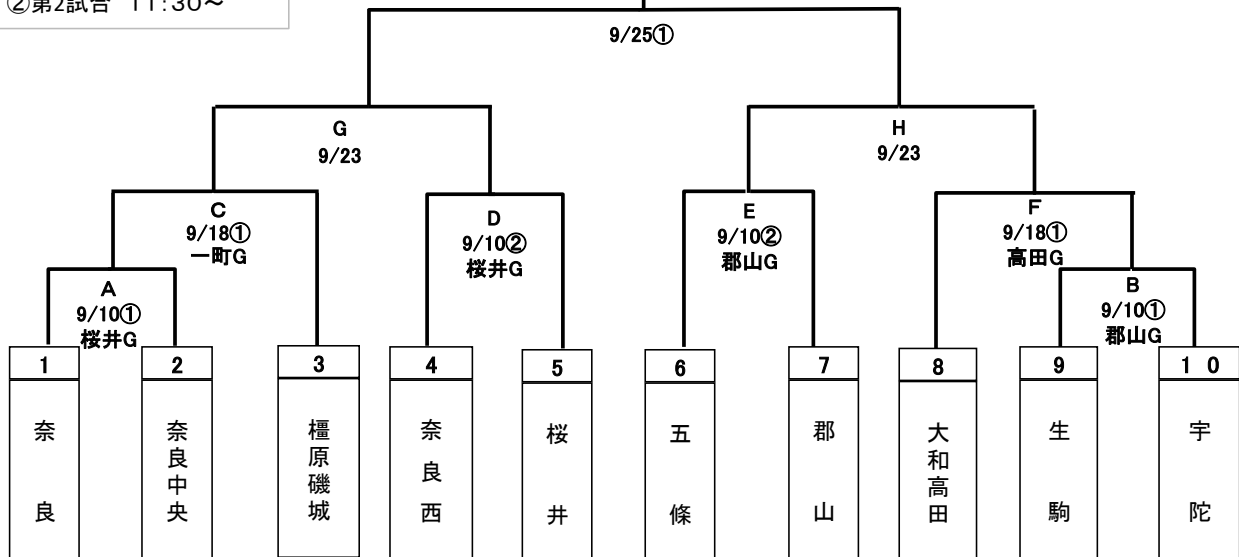 ②第2試合 11:30～
9/25①
G
9/23
H
9/23
C
9/18①
一町G
D
9/10②
桜井G
E
9/10②
郡山G
F
9/18①
高田G
A
9/10①
桜井G
B
9/10①
郡山G
1
2
3
4
5
6
7
8
9
10
奈良
奈良中央
橿原磯城
奈良西
桜井
五條
郡山
大和高田
生駒
宇陀